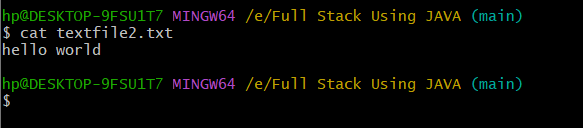 hp@DESKTOP-9FSU1T7 MINGW64 /e/Full Stack Using JAVA (main)
$ cat textfile2.txt
hello world
hp@DESKTOP-9FSU1T7 MINGW64 /e/Full Stack Using JAVA (main)
$